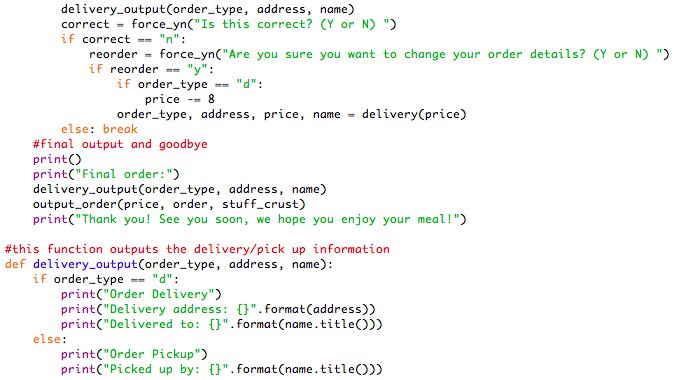 delivery_output(order_type, address, name)
correct = force_yn("Is this correct? (Y or N) ")
if correct == "n":
reorder = force_yn("Are you sure you want to change your order details? (Y or N) ")
if reorder == "y":
if order_type == "d":
price -= 8
order_type, address, price, name = delivery(price)
else: break
#final output and goodbye
print()
print("Final order:")
delivery_output(order_type, address, name)
output_order(price, order, stuff_crust)
print("Thank you! See you soon, we hope you enjoy your meal!")
#this function outputs the delivery/pick up information
def delivery_output(order_type, address, name):
if order_type == "d":
print("Order Delivery")
print("Delivery address: {}".format(address))
print("Delivered to: {}".format(name.title()))
else:
print("Order Pickup")
print("Picked up by: {}".format(name.title()))